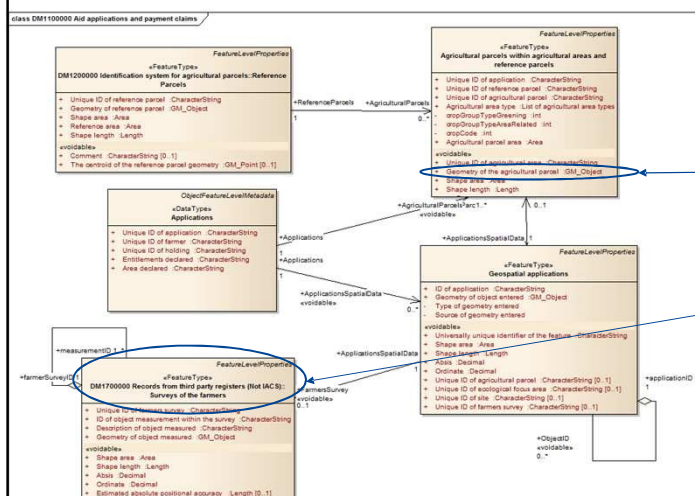 class DM1100000 Aid applications and payment claims
FeatureLevelProperties
«FeatureType»
DM1200000 Identification system for agricultural parcels::Reference
Parcels
+ Unique ID of reference parcel :CharacterString
+ Geometry of reference parcel :GM_Object
+ Shape area :Area
+ Reference area :Area
+ Shape length :Length
«voidable»
+ Comment :CharacterString [0..1]
+ The centroid of the reference parcel geometry :GM_Point [0..1]
+ReferenceParcels
1
+AgriculturalParcels
0..*
FeatureLevelProperties
«FeatureType»
Agricultural parcels within agricultural areas and
reference parcels
+ Unique ID of application :CharacterString
+ Unique ID of reference parcel :CharacterString
+ Unique ID of agricultural parcel :CharacterString
+ Agricultural area type :List of agricultural area types
- cropGroupTypeGreening :int
- cropGroupTypeAreaRelated :int
- cropCode :int
+ Agricultural parcel area :Area
«voidable»
+ Unique ID of agricultural area :CharacterString
+ Geometry of the agricultural parcel :GM_Object
+ Shape area :Area
+ Shape length :Length
ObjectFeatureLevelMetadata
«DataType»
Applications
+ Unique ID of application :CharacterString
+ Unique ID of farmer :CharacterString
+ Unique ID of holding :CharacterString
+ Entitlements declared :CharacterString
+ Area declared :CharacterString
+AgriculturalParcels³arc1..*
«voidable»
0..1
+Applications
1
+Applications
1
+ApplicationsSpatialData
1
+ApplicationsSpatialData
«voidable»
0..*
FeatureLevelProperties
«FeatureType»
Geospatial applications
+ ID of application :CharacterString
+ Geometry of object entered :GM_Object
- Type of geometry entered
- Source of geometry entered
«voidable»
+ Universally unique identifier of the feature :CharacterString
+ Shape area :Area
+ Shape length :Length
+ Absis :Decimal
+ Ordinate :Decimal
+ Unique ID of agricultural parcel :CharacterString [0..1]
+ Unique ID of ecological focus area :CharacterString [0..1]
+ Unique ID of site :CharacterString [0..1]
+ Unique ID of farmers survey :CharacterString [0..1]
+applicationID
1
+ObjectID
«voidable»
0..*
+measurementID 1..*
+farmerSurveyID 1
+ApplicationsSpatialData
1
+FarmersSurvey
«voidable»
0..1
FeatureLevelProperties
«FeatureType»
DM1700000 Records from third party registers (Not IACS)::
Surveys of the farmers
+ Unique ID of farmers survey :CharacterString
+ ID of object measurement within the survey :CharacterString
+ Description of object measured :CharacterString
+ Geometry of object measured :GM_Object
«voidable»
+ Shape area :Area
+ Shape length :Length
+ Absis :Decimal
+ Ordinate :Decimal
+ Estimated absolute positional accuracy :Length [0..1]